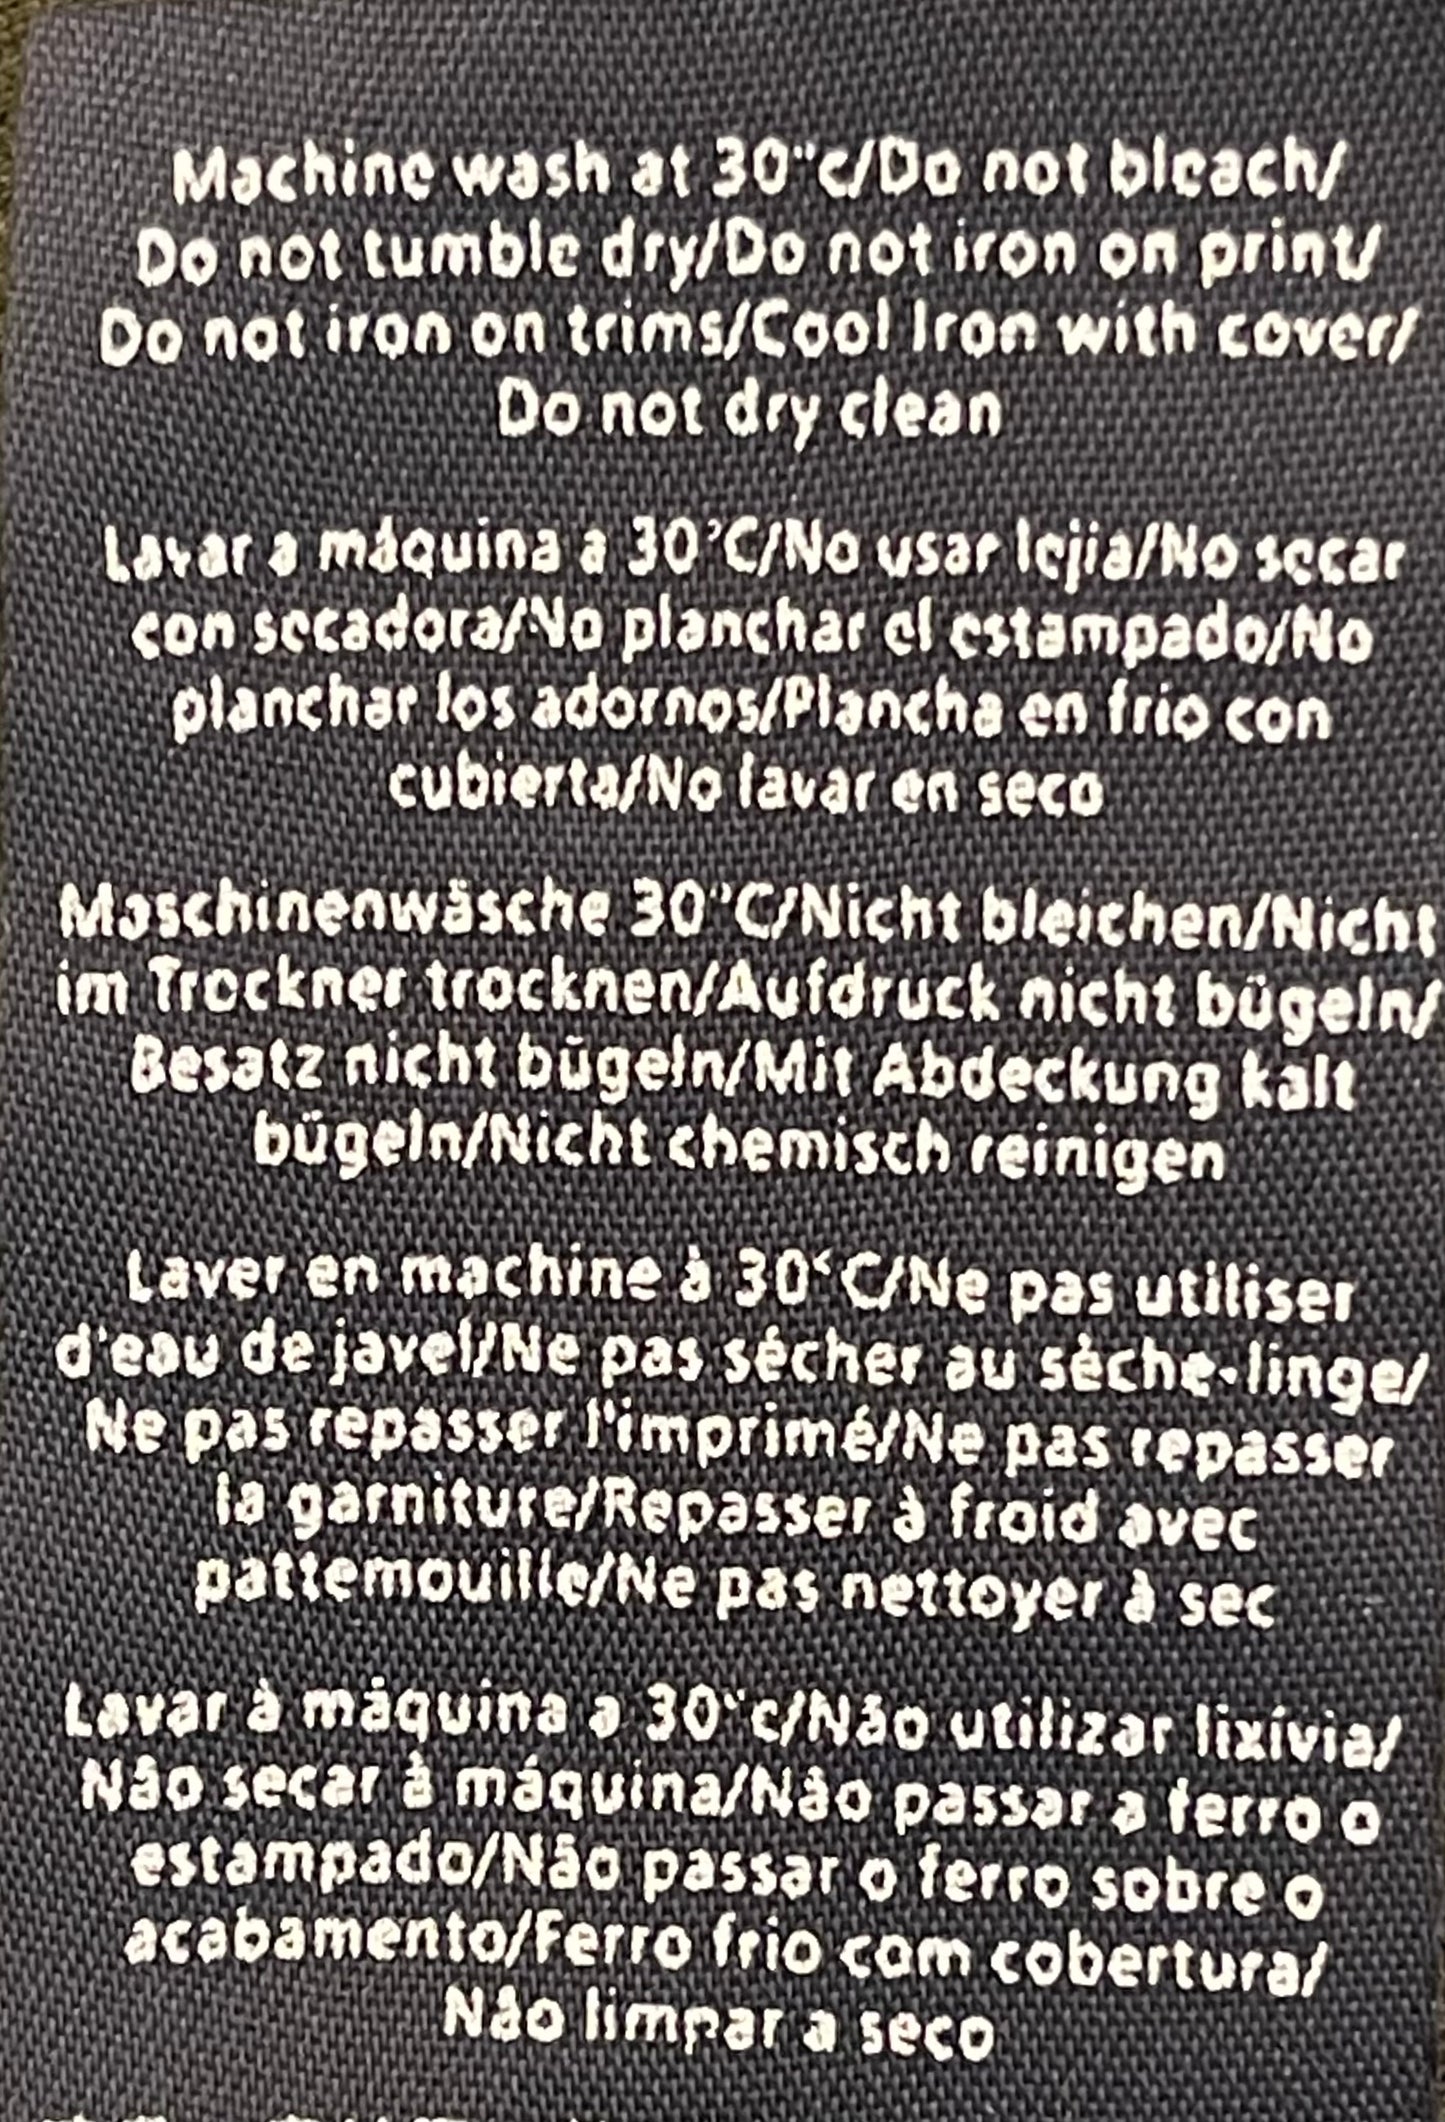 Machine wash at 30°c/Do not bleach/
Do not tumble dry/Do not iron on print/
Do not iron on trims/Cool Iron with cover/
Do not dry clean
Lavar a máquina a 30°C/No usar lejia/No secar
con secadora/No planchar el estampado/No
planchar los adornos/Plancha en frio con
cubierta/No lavar en seco
Maschinenwäsche 30°C/Nicht bleichen/Nicht
im Trockner trocknen/Aufdruck nicht bügeln/
Besatz nicht bügeln/Mit Abdeckung kalt
bügeln/Nicht chemisch reinigen
Laver en machine à 30°C/Ne pas utiliser
d'eau de javel/Ne pas sécher au sèche-linge/
Ne pas repasser l'imprimé/Ne pas repasser
la garniture/Repasser à froid avec
pattemouille/Ne pas nettoyer à sec
Lavar à máquina a 30°c/Não utilizar lixívia/
Não secar à máquina/Não passar a ferro o
estampado/Não passar o ferro sobre o
acabamento/Ferro frio com cobertura/
Não limpar a seco